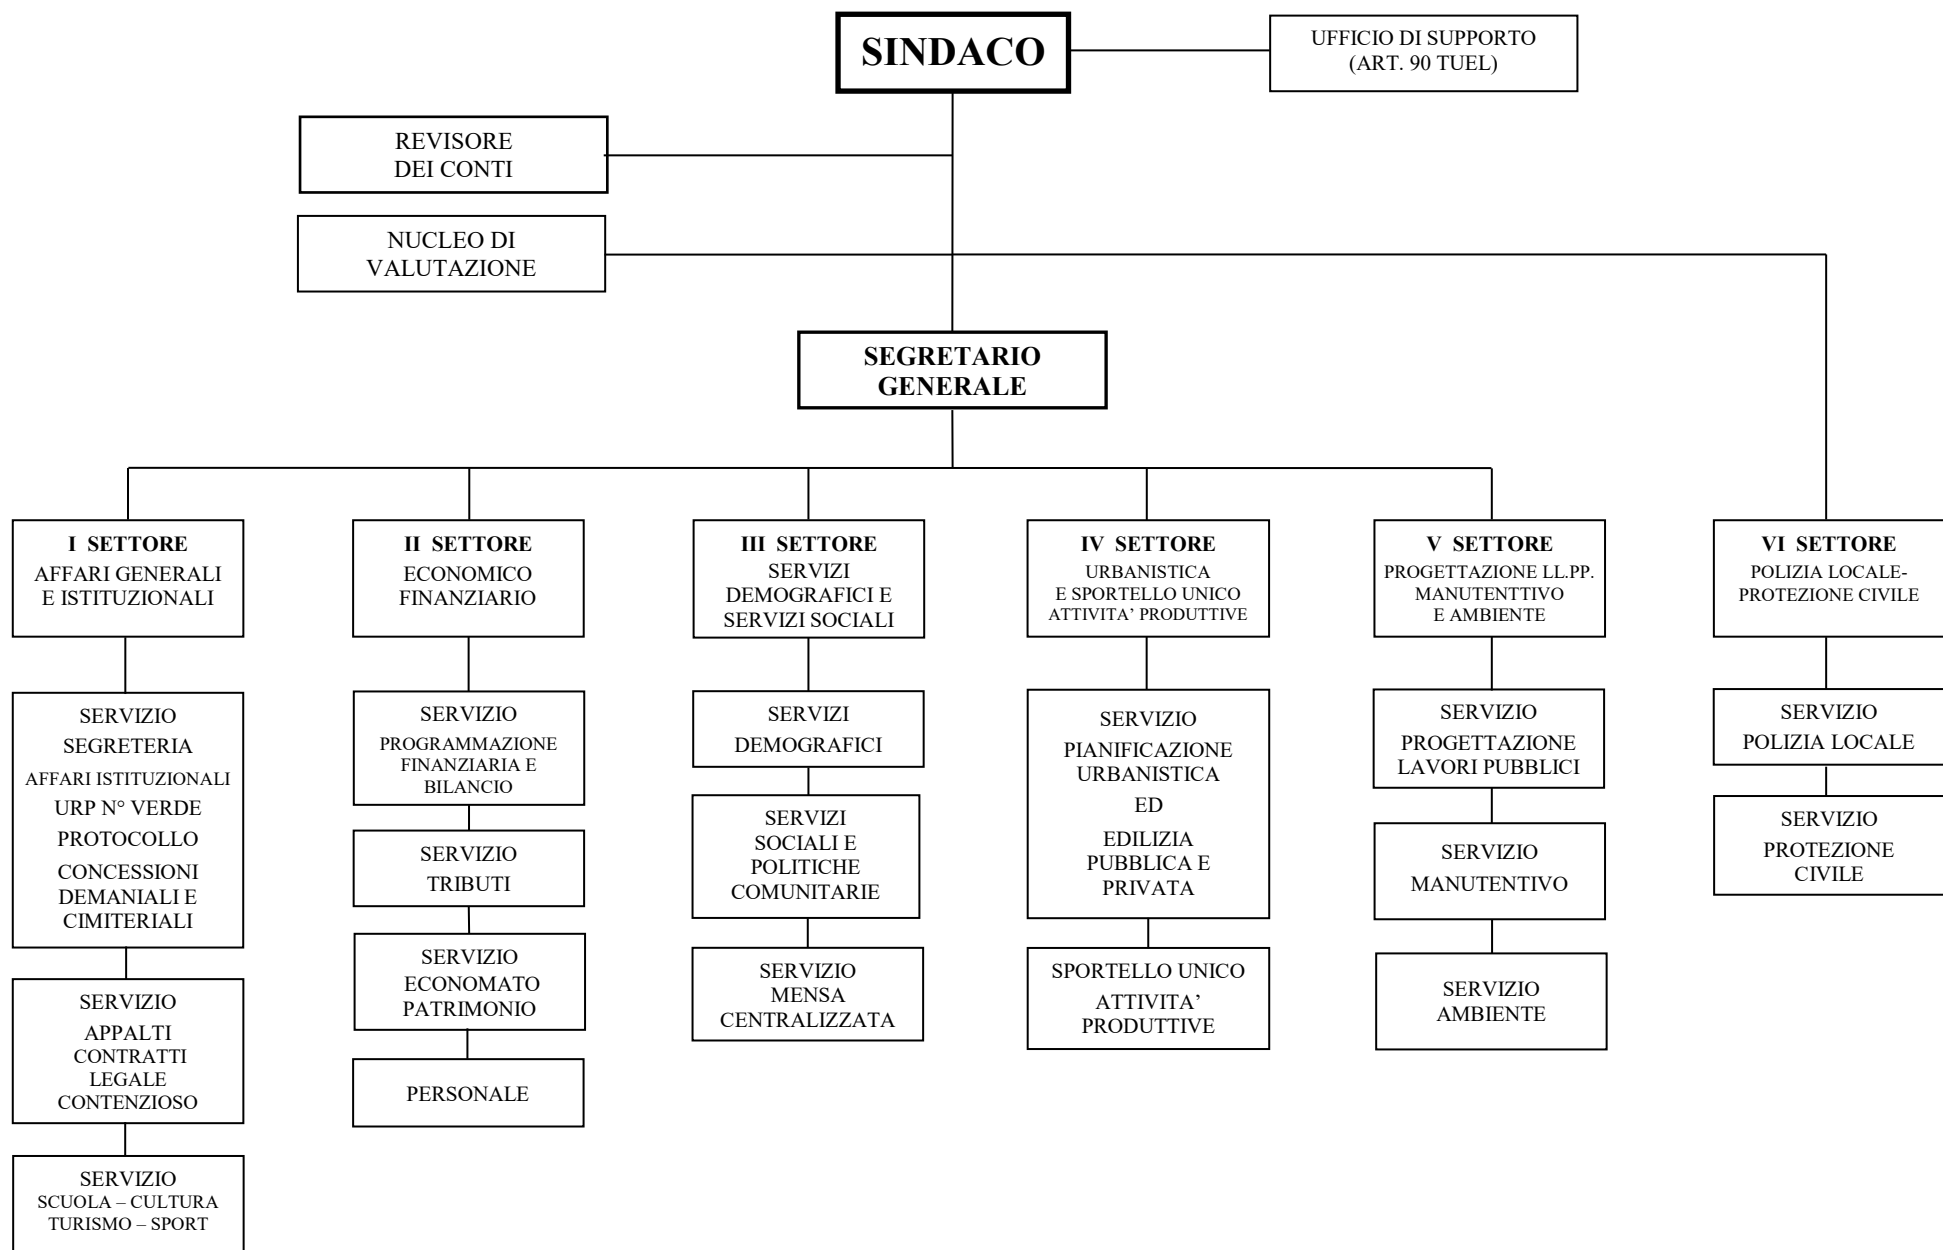 SINDACO
UFFICIO DI SUPPORTO
(ART. 90 TUEL)
REVISORE
DEI CONTI
NUCLEO DI
VALUTAZIONE
SEGRETARIO
GENERALE
I SETTORE
AFFARI GENERALI
E ISTITUZIONALI
II SETTORE
ECONOMICO
FINANZIARIO
III SETTORE
SERVIZI
DEMOGRAFICI E
SERVIZI SOCIALI
IV SETTORE
URBANISTICA
E SPORTELLO UNICO
ATTIVITA’ PRODUTTIVE
V SETTORE
PROGETTAZIONE LL.PP.
MANUTENTTIVO
E AMBIENTE
VI SETTORE
POLIZIA LOCALE-
PROTEZIONE CIVILE
SERVIZIO
SEGRETERIA
AFFARI ISTITUZIONALI
URP N° VERDE
PROTOCOLLO
CONCESSIONI
DEMANIALI E
CIMITERIALI
SERVIZIO
APPALTI
CONTRATTI
LEGALE
CONTENZIOSO
SERVIZIO
SCUOLA – CULTURA
TURISMO – SPORT
SERVIZIO
PROGRAMMAZIONE
FINANZIARIA E
BILANCIO
SERVIZIO
TRIBUTI
SERVIZIO
ECONOMATO
PATRIMONIO
PERSONALE
SERVIZI
DEMOGRAFICI
SERVIZI
SOCIALI E
POLITICHE
COMUNITARIE
SERVIZIO
MENSA
CENTRALIZZATA
SERVIZIO
PIANIFICAZIONE
URBANISTICA
ED
EDILIZIA
PUBBLICA E
PRIVATA
SPORTELLO UNICO
ATTIVITA’
PRODUTTIVE
SERVIZIO
PROGETTAZIONE
LAVORI PUBBLICI
SERVIZIO
MANUTENTIVO
SERVIZIO
AMBIENTE
SERVIZIO
POLIZIA LOCALE
SERVIZIO
PROTEZIONE
CIVILE